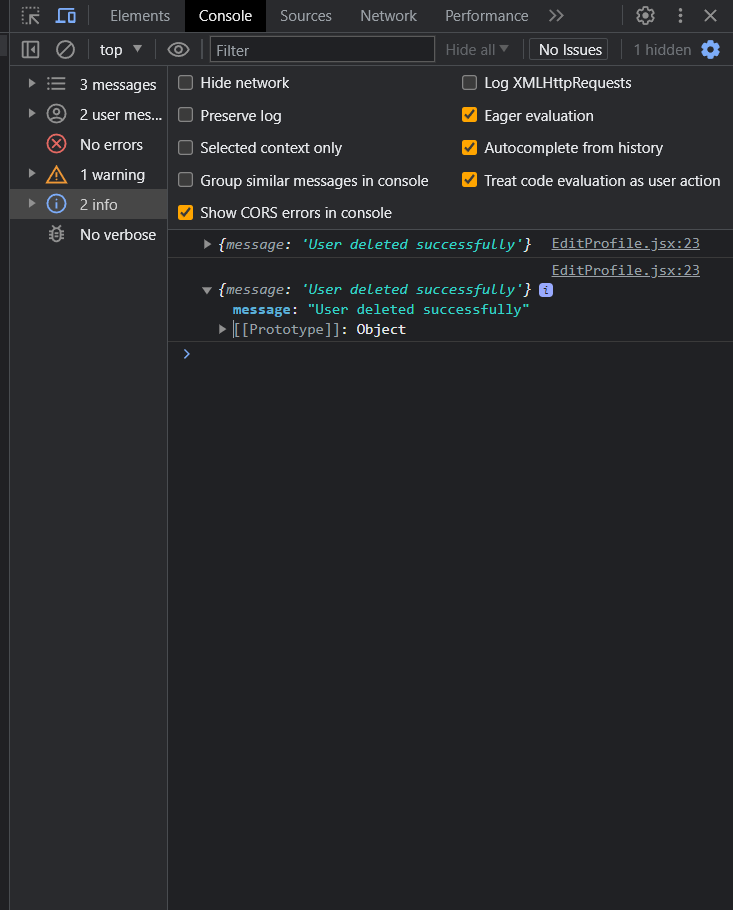 Elements Console Sources Network Performance
top Filter Hide all No Issues 1 hidden
3 messages
2 user mes...
No errors
1 warning
2 info
No verbose
Hide network Log XMLHttpRequests
Preserve log Eager evaluation
Selected context only Autocomplete from history
Group similar messages in console Treat code evaluation as user action
Show CORS errors in console
{message: 'User deleted successfully'} EditProfile.jsx:23
EditProfile.jsx:23
{message: 'User deleted successfully'} i
message: "User deleted successfully"
[[Prototype]]: Object